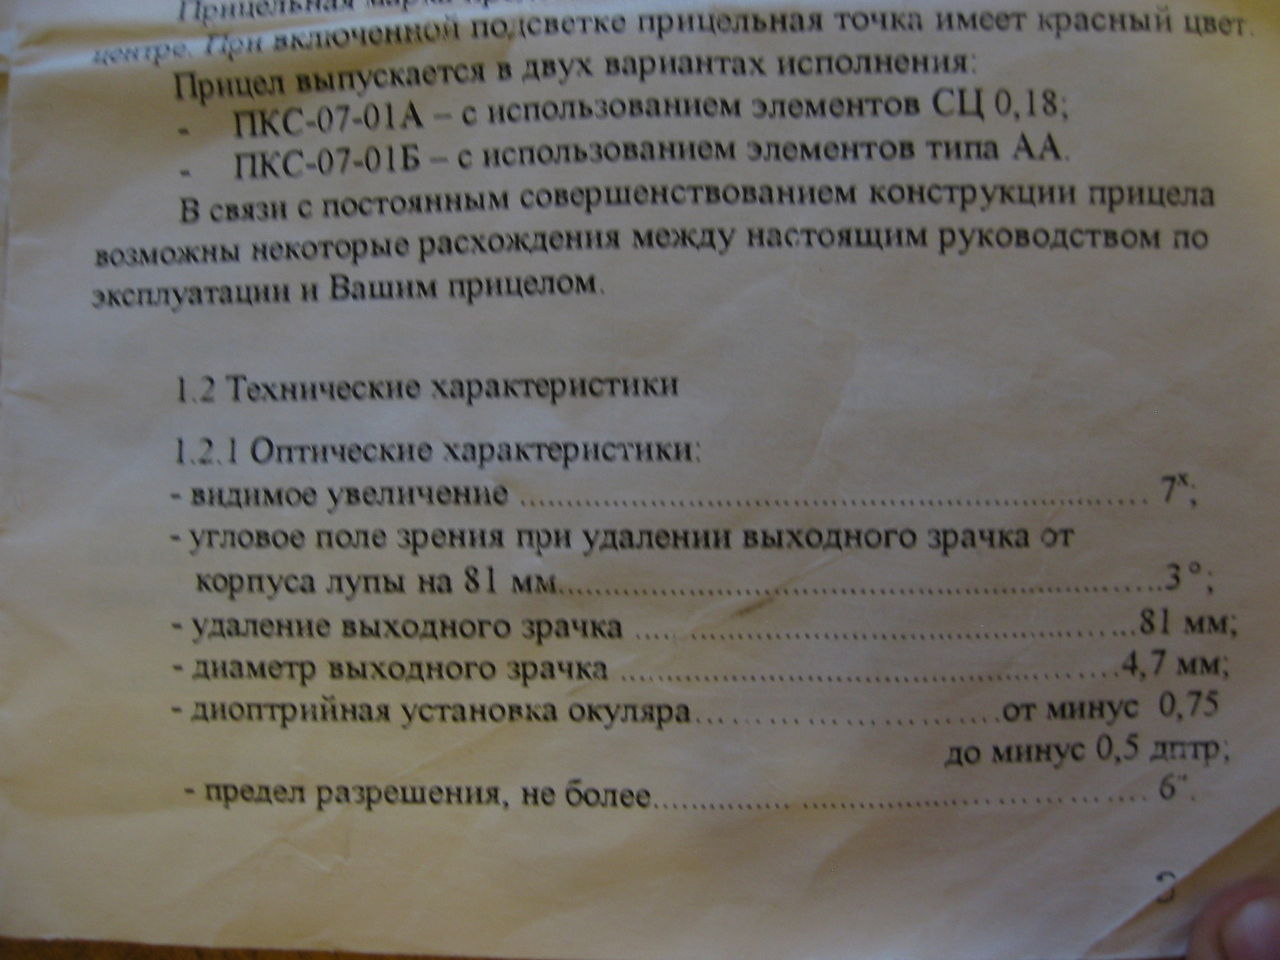 Прицельная марка
центре. При включенной подсветке прицельная точка имеет красный цвет.
Прицел выпускается в двух вариантах исполнения:
- ПКС-07-01А – с использованием элементов СЦ 0,18;
- ПКС-07-01Б – с использованием элементов типа АА.
В связи с постоянным совершенствованием конструкции прицела
возможны некоторые расхождения между настоящим руководством по
эксплуатации и Вашим прицелом.
1.2 Технические характеристики
1.2.1 Оптические характеристики:
- видимое увеличение ........................................................................ 7х;
- угловое поле зрения при удалении выходного зрачка от
корпуса лупы на 81 мм...................................................................3°;
- удаление выходного зрачка .......................................................81 мм;
- диаметр выходного зрачка .......................................................4,7 мм;
- диоптрийная установка окуляра..............................от минус 0,75
до минус 0,5 дптр;
- предел разрешения, не более....................................................... 6".
3